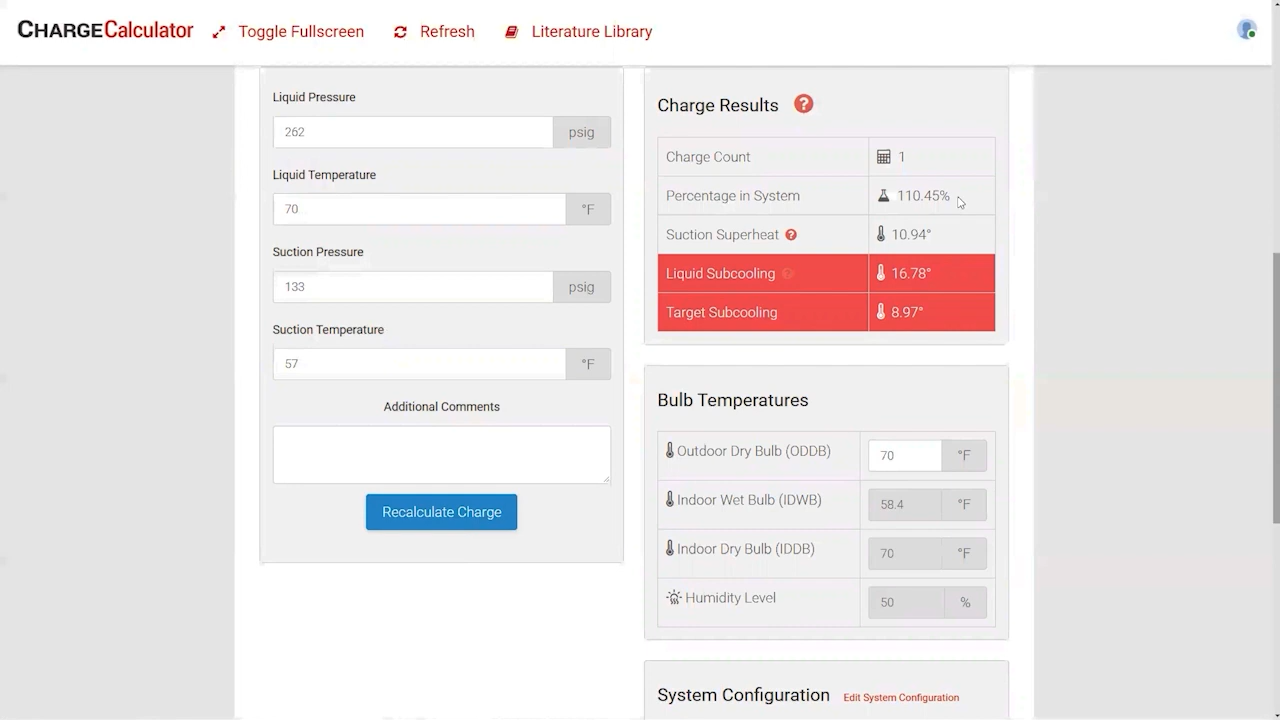 CHARGECalculator Toggle Fullscreen Refresh Literature Library
Liquid Pressure
262 psig
Liquid Temperature
70 °F
Suction Pressure
133 psig
Suction Temperature
57 °F
Additional Comments
Recalculate Charge
Charge Results ?
Charge Count 1
Percentage in System 110.45%
Suction Superheat ? 10.94°
Liquid Subcooling ? 16.78°
Target Subcooling 8.97°
Bulb Temperatures
Outdoor Dry Bulb (ODDB) 70 °F
Indoor Wet Bulb (IDWB) 58.4 °F
Indoor Dry Bulb (IDDB) 70 °F
Humidity Level 50 %
System Configuration Edit System Configuration